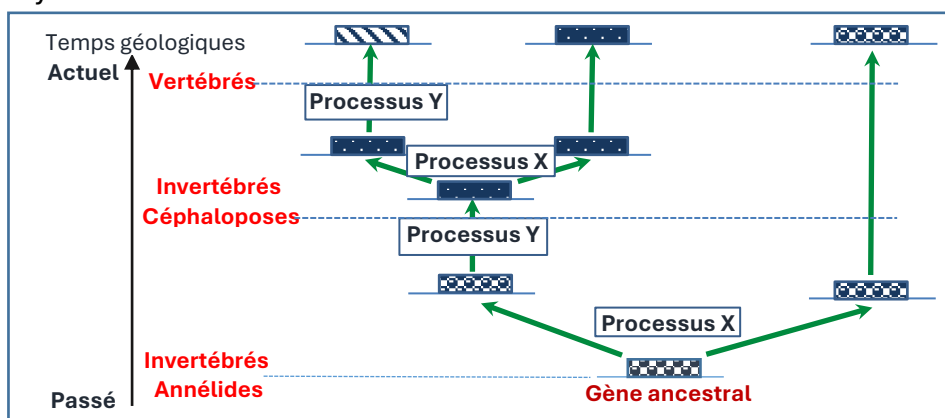 Temps géologiques
Actuel
Vertébrés
Processus Y
Processus X
Invertébrés
Céphaloposes
Processus Y
Processus X
Invertébrés
Annélides
Gène ancestral
Passé